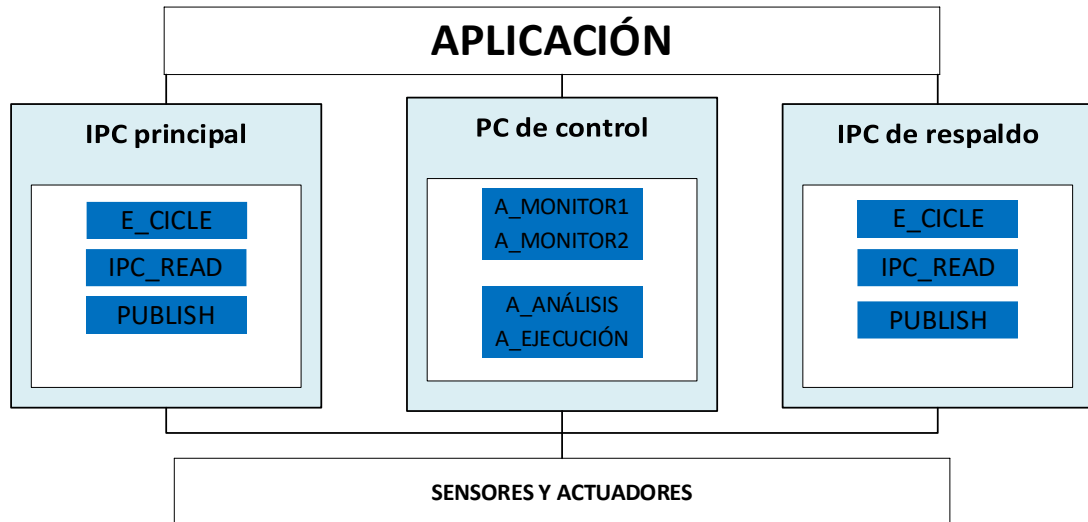 APLICACIÓN
IPC principal
E_CICLE
IPC_READ
PUBLISH
PC de control
A_MONITOR1
A_MONITOR2
A_ANÁLISIS
A_EJECUCIÓN
IPC de respaldo
E_CICLE
IPC_READ
PUBLISH
SENSORES Y ACTUADORES